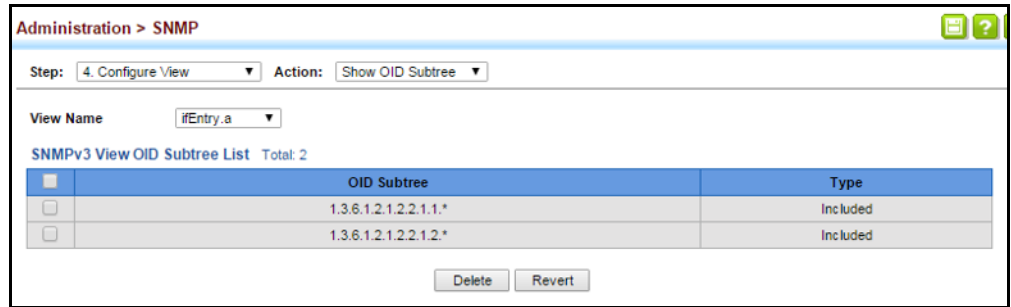 Administration > SNMP
Step: 4. Configure View Action: Show OID Subtree
View Name ifEntry.a
SNMPv3 View OID Subtree List Total: 2
OID Subtree Type
1.3.6.1.2.1.2.2.1.1.* Included
1.3.6.1.2.1.2.2.1.2.* Included
Delete Revert